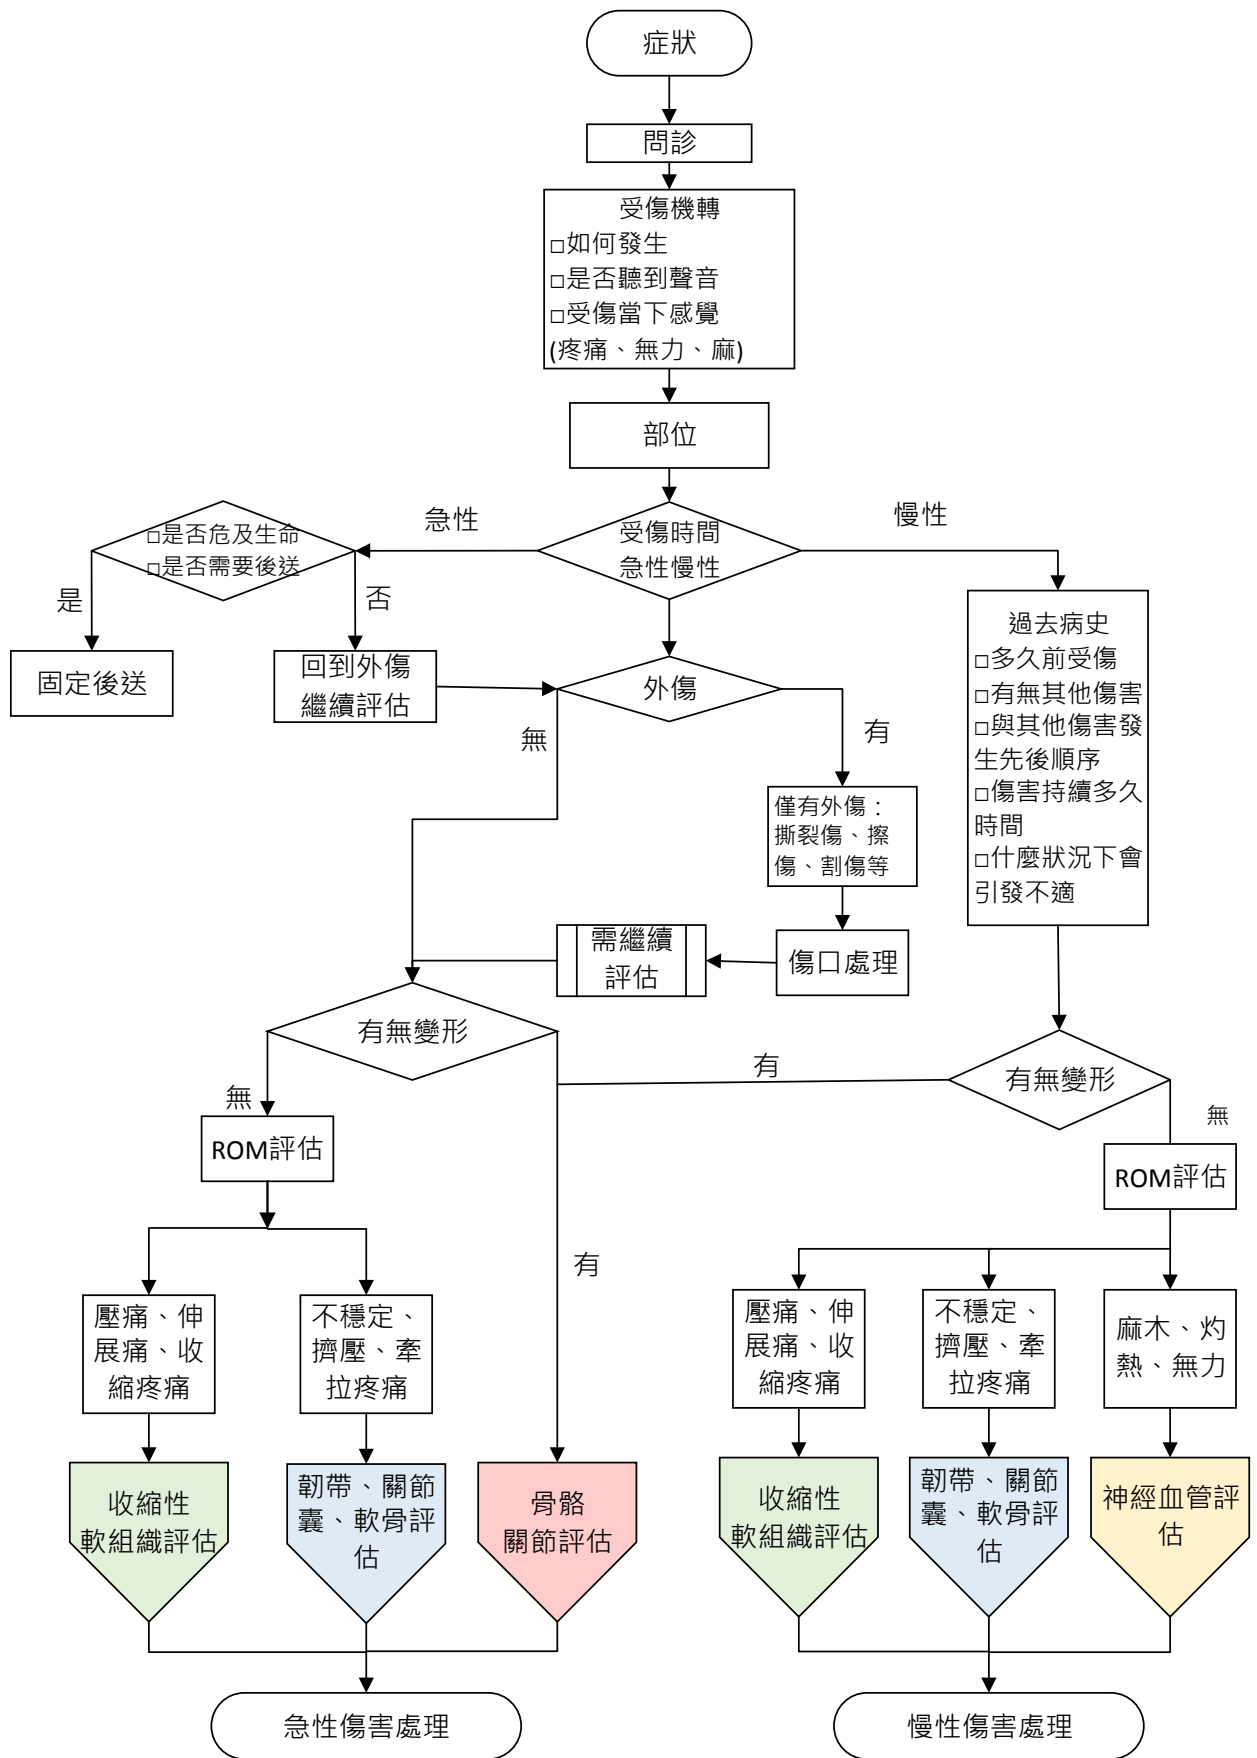 症狀
問診
受傷機轉
□如何發生
□是否聽到聲音
□受傷當下感覺
(疼痛、無力、麻)
部位
受傷時間
急性慢性
急性
慢性
□是否危及生命
□是否需要後送
是
否
固定後送
回到外傷
繼續評估
外傷
無
有
過去病史
□多久前受傷
□有無其他傷害
□與其他傷害發
生先後順序
□傷害持續多久
時間
□什麼狀況下會
引發不適
僅有外傷：
撕裂傷、擦
傷、割傷等
傷口處理
需繼續
評估
有無變形
無
有
有無變形
有
無
ROM評估
ROM評估
壓痛、伸
展痛、收
縮疼痛
不穩定、
擠壓、牽
拉疼痛
壓痛、伸
展痛、收
縮疼痛
不穩定、
擠壓、牽
拉疼痛
麻木、灼
熱、無力
收縮性
軟組織評估
韌帶、關節
囊、軟骨評
估
骨骼
關節評估
收縮性
軟組織評估
韌帶、關節
囊、軟骨評
估
神經血管評
估
急性傷害處理
慢性傷害處理